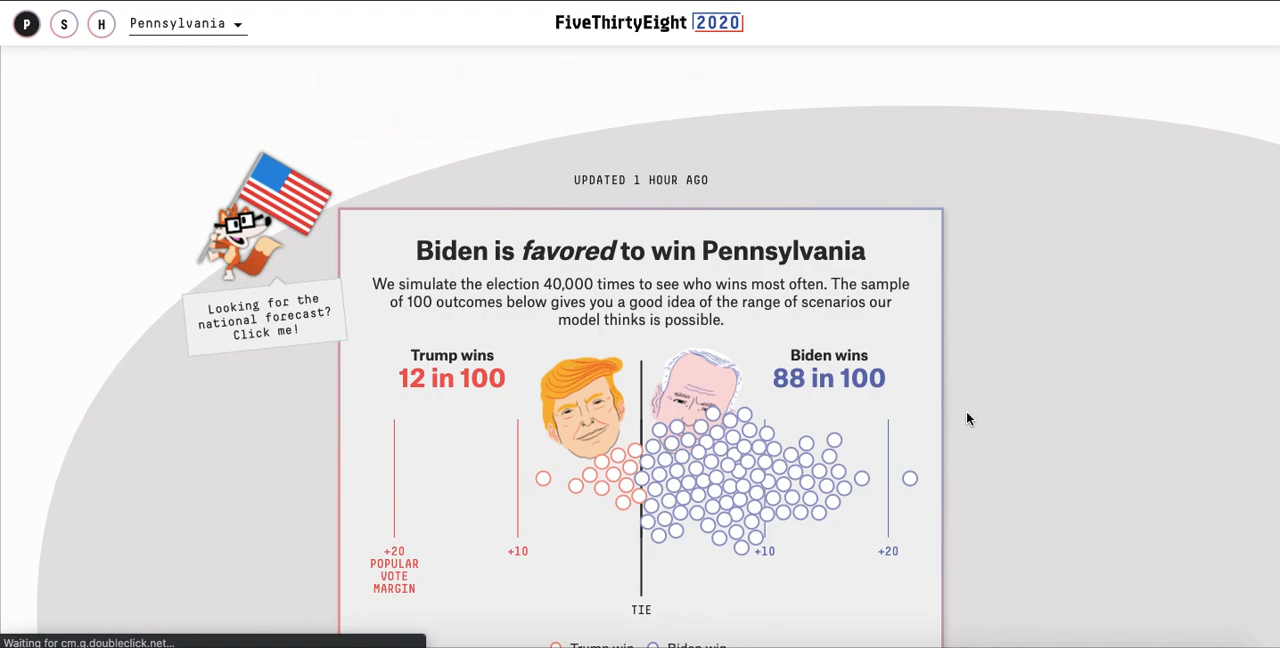 P S H Pennsylvania
FiveThirtyEight 2020
UPDATED 1 HOUR AGO
Looking for the
national forecast?
Click me!
Biden is favored to win Pennsylvania
We simulate the election 40,000 times to see who wins most often. The sample
of 100 outcomes below gives you a good idea of the range of scenarios our
model thinks is possible.
Trump wins
12 in 100
Biden wins
88 in 100
+20
POPULAR
VOTE
MARGIN
+10
TIE
+10
+20
Trump win Biden win
Waiting for cm.g.doubleclick.net...